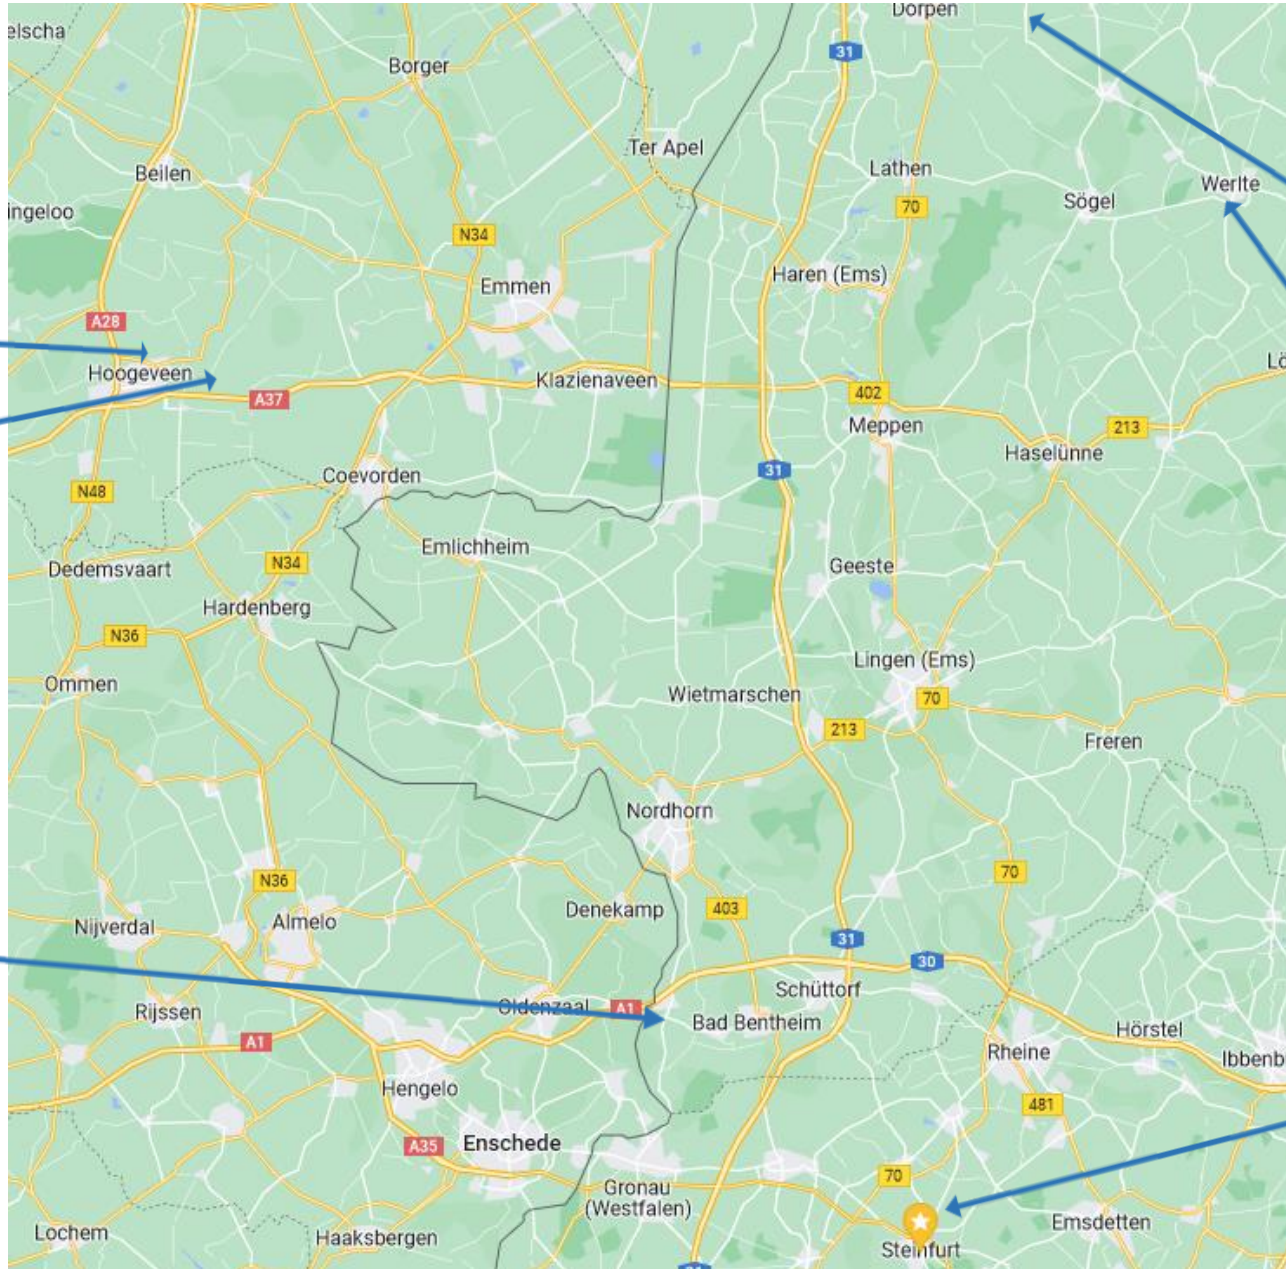 elscha
Dörpen
31
Borger
Ter Apel
Beilen
Lathen
Werlte
ingeloo
70
Sögel
N34
Haren (Ems)
Emmen
A28
Hoogeveen
Klazienaveen
Lö
A37
402
Meppen
213
Haselünne
31
Coevorden
N48
Emlichheim
Dedemsvaart
N34
Geeste
Hardenberg
N36
Lingen (Ems)
Ommen
Wietmarschen
70
213
Freren
Nordhorn
70
N36
Denekamp
403
Nijverdal
Almelo
31
30
Schüttorf
Rijssen
Oldenzaal
A1
Bad Bentheim
Hörstel
A1
Rheine
Ibbenb
Hengelo
481
A35
Enschede
70
Gronau
(Westfalen)
Lochem
Haaksbergen
Emsdetten
Steinfurt